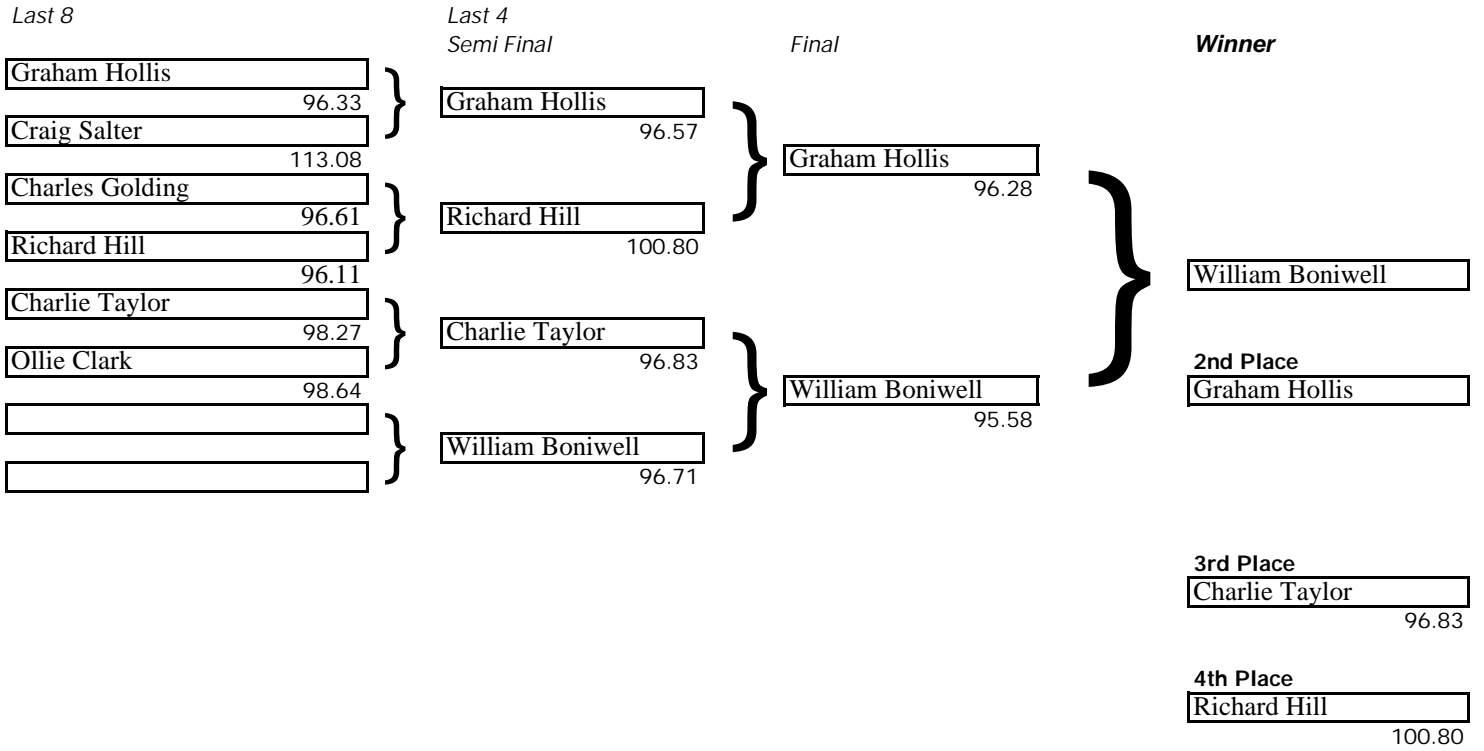 Last 8
Last 4
Semi Final
Final
Winner
Graham Hollis
96.33
Craig Salter
113.08
Charles Golding
96.61
Richard Hill
96.11
Charlie Taylor
98.27
Ollie Clark
98.64
Graham Hollis
96.57
Richard Hill
100.80
Charlie Taylor
96.83
William Boniwell
96.71
Graham Hollis
96.28
William Boniwell
95.58
William Boniwell
2nd Place
Graham Hollis
3rd Place
Charlie Taylor
96.83
4th Place
Richard Hill
100.80